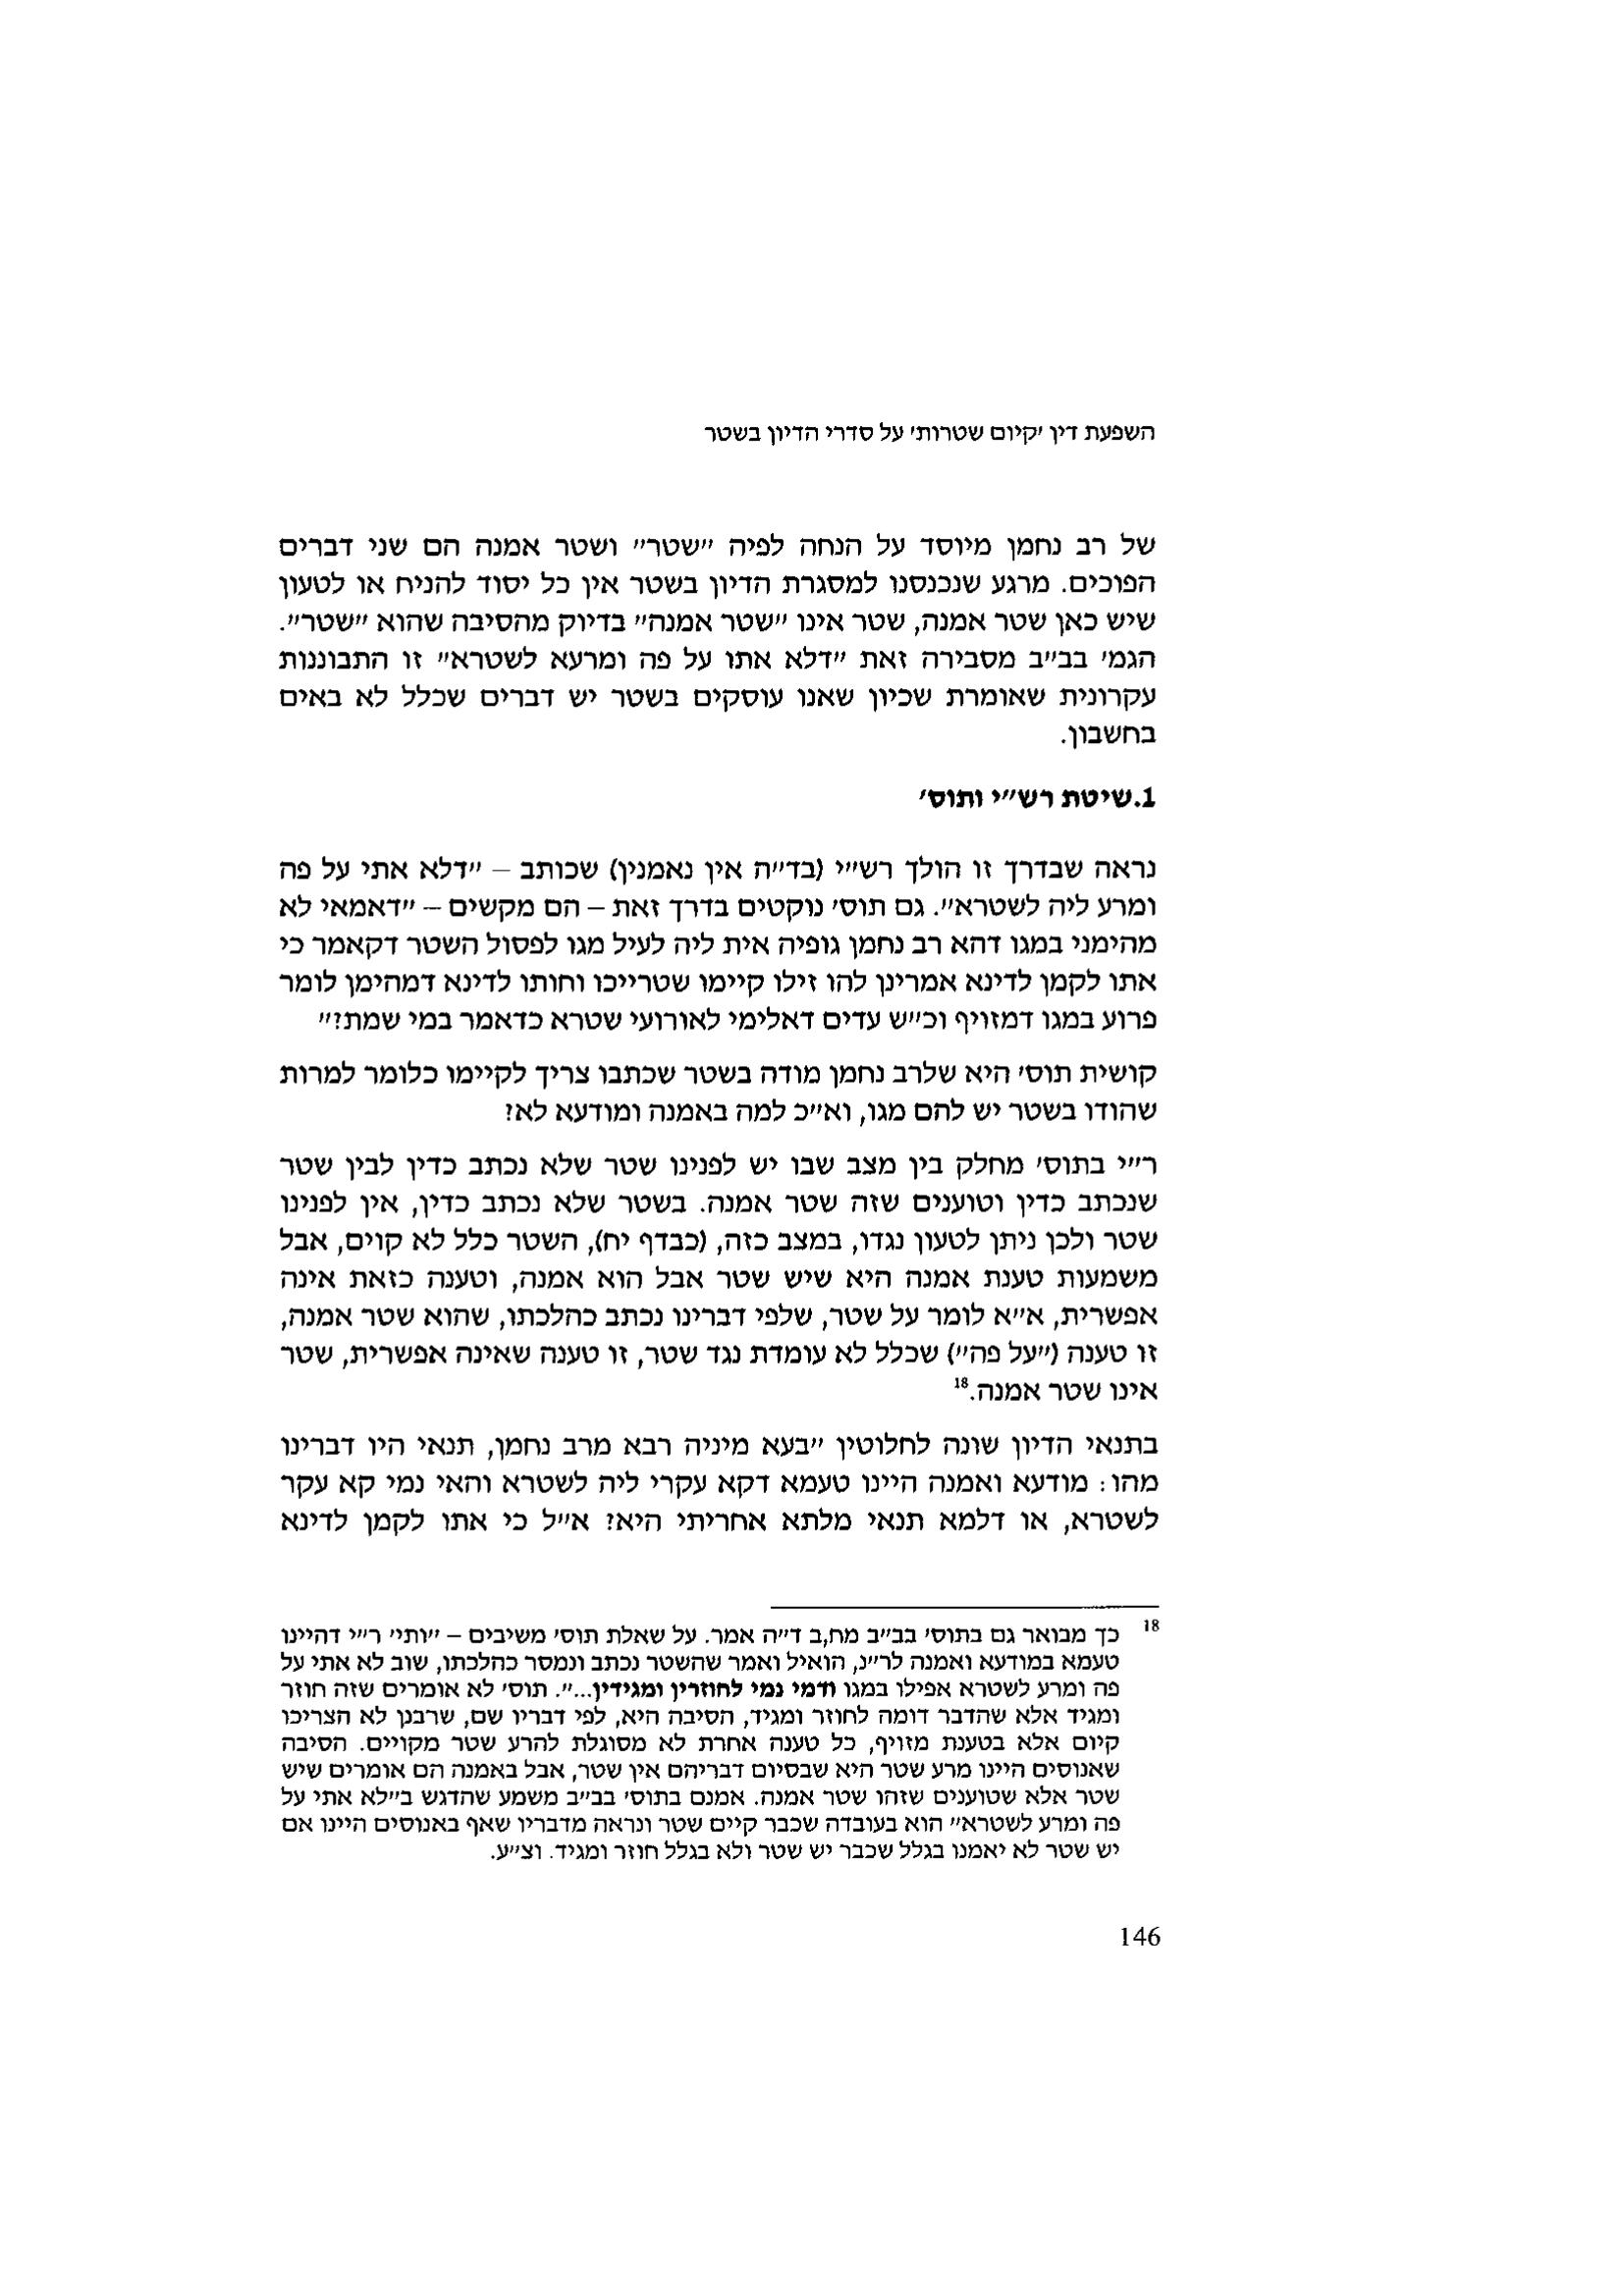 השפעת דין 'קיום שטרות' על סדרי הדיון בשטר
של רב נחמן מיוסד על הנחה לפיה "שטר" ושטר אמנה הם שני דברים
הפוכים. מרגע שנכנסנו למסגרת הדיון בשטר אין כל יסוד להניח או לטעון
שיש כאן שטר אמנה, שטר אינו "שטר אמנה" בדיוק מהסיבה שהוא "שטר".
הגמ' בב"ב מסבירה זאת "דלא אתו על פה ומרעא לשטרא" זו התבוננות
עקרונית שאומרת שכיון שאנו עוסקים בשטר יש דברים שכלל לא באים
בחשבון.
1.שיטת רש"י ותוס'
נראה שבדרך זו הולך רש"י (בד"ה אין נאמנין) שכותב – "דלא אתי על פה
ומרע ליה לשטרא". גם תוס' נוקטים בדרך זאת – הם מקשים – "דאמאי לא
מהימני במגו דהא רב נחמן גופיה אית ליה לעיל מגו לפסול השטר דקאמר כי
אתו לקמן לדינא אמרינן להו זילו קיימו שטרייכו וחותו לדינא דמהימן לומר
פרוע במגו דמזויף וכ"ש עדים דאלימי לאורועי שטרא כדאמר במי שמת?"
קושית תוס' היא שלרב נחמן מודה בשטר שכתבו צריך לקיימו כלומר למרות
שהודו בשטר יש להם מגו, וא"כ למה באמנה ומודעא לא?
ר"י בתוס' מחלק בין מצב שבו יש לפנינו שטר שלא נכתב כדין לבין שטר
שנכתב כדין וטוענים שזה שטר אמנה. בשטר שלא נכתב כדין, אין לפנינו
שטר ולכן ניתן לטעון נגדו, במצב כזה, (כבדף יח), השטר כלל לא קוים, אבל
משמעות טענת אמנה היא שיש שטר אבל הוא אמנה, וטענה כזאת אינה
אפשרית, א"א לומר על שטר, שלפי דברינו נכתב כהלכתו, שהוא שטר אמנה,
זו טענה ("על פה") שכלל לא עומדת נגד שטר, זו טענה שאינה אפשרית, שטר
אינו שטר אמנה.18
בתנאי הדיון שונה לחלוטין "בעא מיניה רבא מרב נחמן, תנאי היו דברינו
מהו: מודעא ואמנה היינו טעמא דקא עקרי ליה לשטרא והאי נמי קא עקר
לשטרא, או דלמא תנאי מלתא אחריתי היא? א"ל כי אתו לקמן לדינא
18 כך מבואר גם בתוס' בב"ב מח,ב ד"ה אמר. על שאלת תוס' משיבים – "ותי' ר"י דהיינו
טעמא במודעא ואמנה לר"נ, הואיל ואמר שהשטר נכתב ונמסר כהלכתו, שוב לא אתי על
פה ומרע לשטרא אפילו במגו ודמי נמי לחוזרין ומגידין...". תוס' לא אומרים שזה חוזר
ומגיד אלא שהדבר דומה לחוזר ומגיד, הסיבה היא, לפי דבריו שם, שרבנן לא הצריכו
קיום אלא בטענת מזויף, כל טענה אחרת לא מסוגלת להרע שטר מקויים. הסיבה
שאנוסים היינו מרע שטר היא שבסיום דבריהם אין שטר, אבל באמנה הם אומרים שיש
שטר אלא שטוענים שזהו שטר אמנה. אמנם בתוס' בב"ב משמע שהדגש ב"לא אתי על
פה ומרע לשטרא" הוא בעובדה שכבר קיים שטר ונראה מדבריו שאף באנוסים היינו אם
יש שטר לא יאמנו בגלל שכבר יש שטר ולא בגלל חוזר ומגיד. וצ"ע.
146